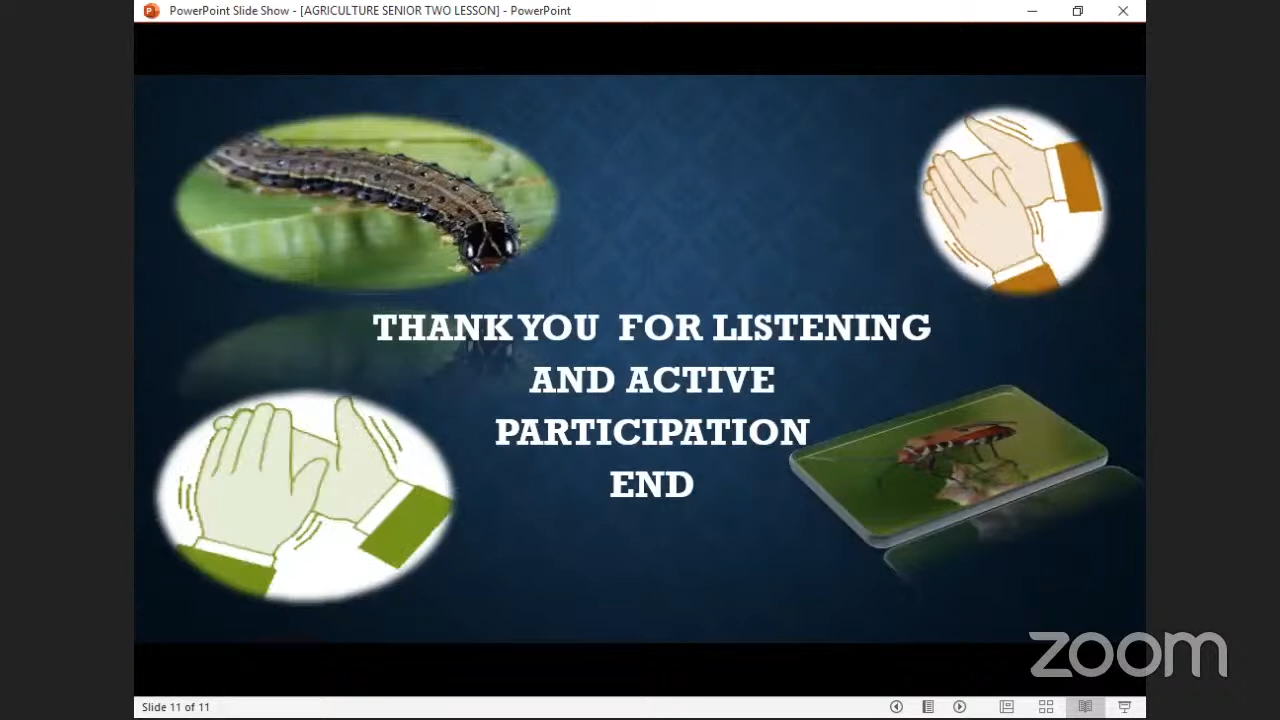 PowerPoint Slide Show - [AGRICULTURE SENIOR TWO LESSON] - PowerPoint
THANK YOU FOR LISTENING
AND ACTIVE
PARTICIPATION
END
zoom
Slide 11 of 11